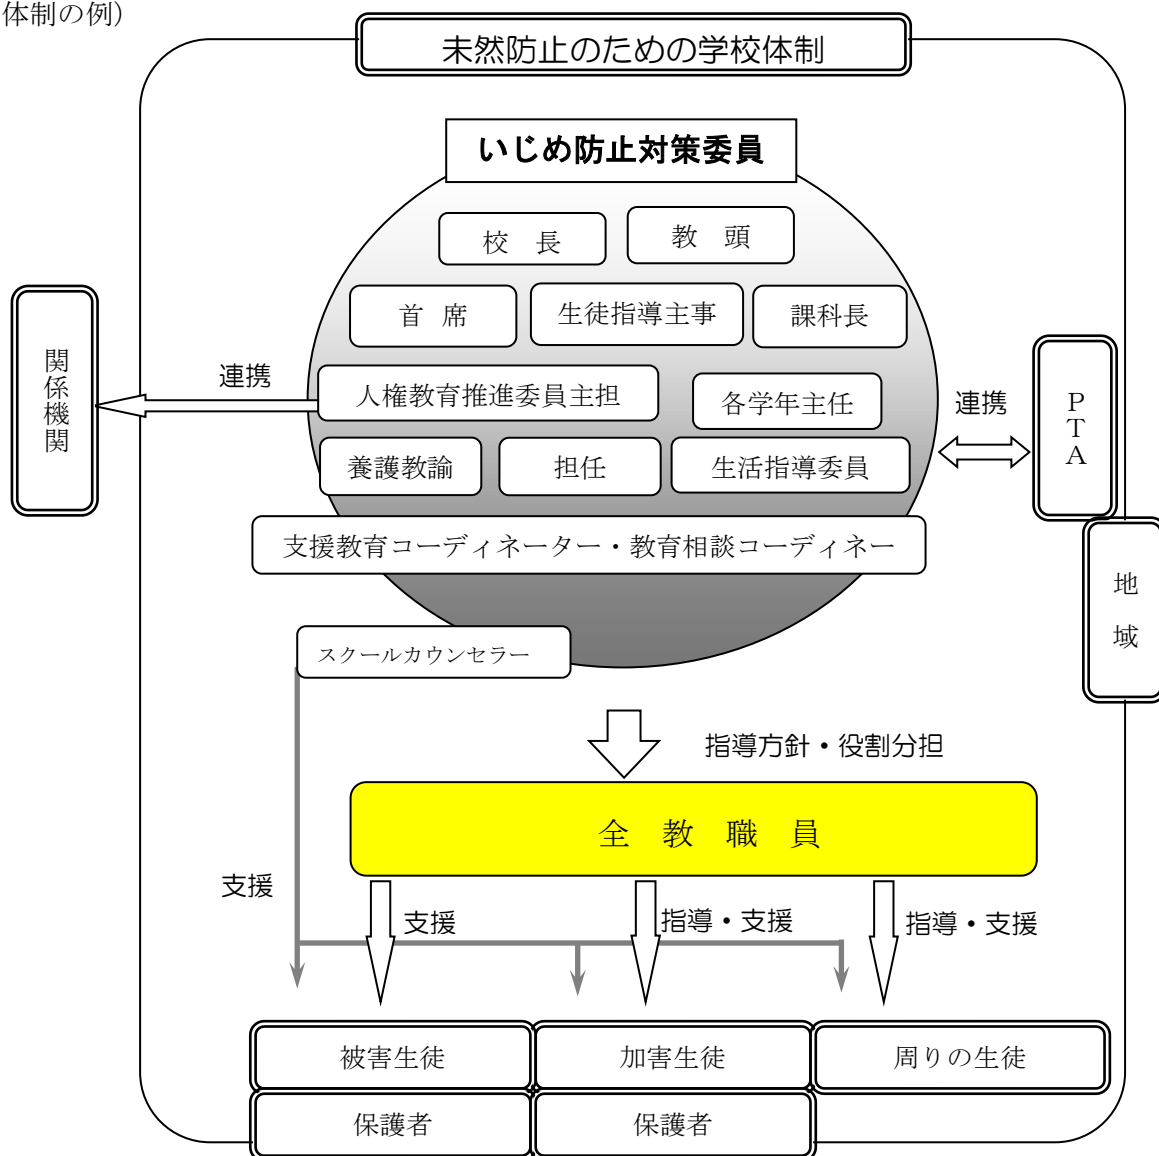 体制の例)
未然防止のための学校体制
いじめ防止対策委員
校 長
教 頭
首 席
生徒指導主事
課科長
関係機関
連携
人権教育推進委員主担
各学年主任
連携
PTA
養護教諭
担任
生活指導委員
支援教育コーディネーター・教育相談コーディネー
地域
スクールカウンセラー
指導方針・役割分担
全 教 職 員
支援
支援
指導・支援
指導・支援
被害生徒
加害生徒
周りの生徒
保護者
保護者